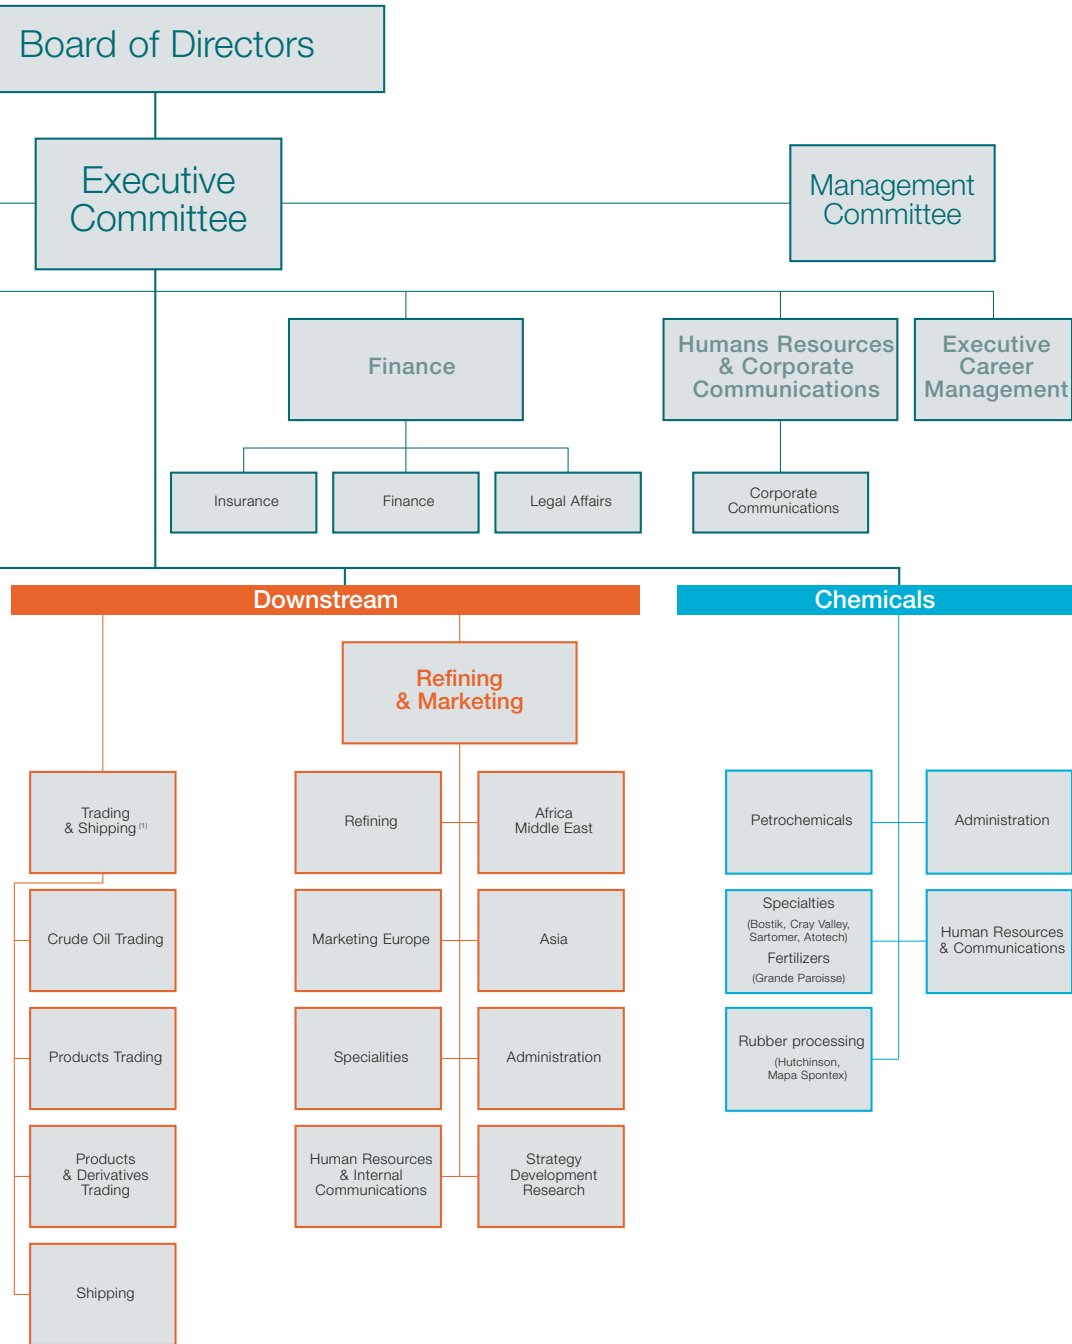 Board of Directors
Executive
Committee
Management
Committee
Finance
Humans Resources
& Corporate
Communications
Executive
Career
Management
Insurance
Finance
Legal Affairs
Corporate
Communications
Downstream
Chemicals
Refining
& Marketing
Trading
& Shipping (1)
Refining
Africa
Middle East
Petrochemicals
Administration
Crude Oil Trading
Marketing Europe
Asia
Specialties
(Bostik, Cray Valley,
Sartomer, Atotech)
Fertilizers
(Grande Paroisse)
Human Resources
& Communications
Products Trading
Specialities
Administration
Rubber processing
(Hutchinson,
Mapa Spontex)
Products
& Derivatives
Trading
Human Resources
& Internal
Communications
Strategy
Development
Research
Shipping